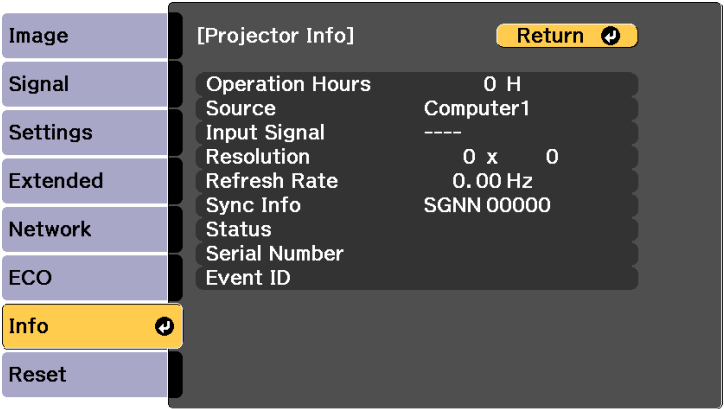 Image
Signal
Settings
Extended
Network
ECO
Info
Reset
[Projector Info]
Return
Operation Hours 0 H
Source Computer1
Input Signal ----
Resolution 0 x 0
Refresh Rate 0.00 Hz
Sync Info SGNN 00000
Status
Serial Number
Event ID